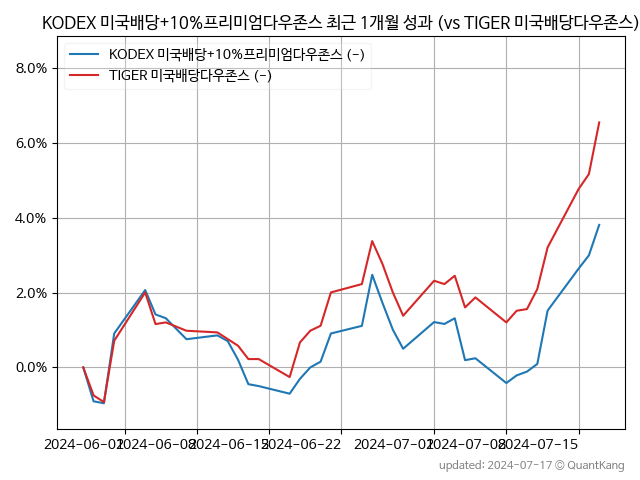 KODEX 미국배당+10%프리미엄다우존스 최근 1개월 성과 (vs TIGER 미국배당다우존스)
KODEX 미국배당+10%프리미엄다우존스 (-)
TIGER 미국배당다우존스 (-)
8.0%
6.0%
4.0%
2.0%
0.0%
2024-06-01 2024-06-08 2024-06-15 2024-06-22 2024-07-01 2024-07-08 2024-07-15
updated: 2024-07-17 © QuantKang